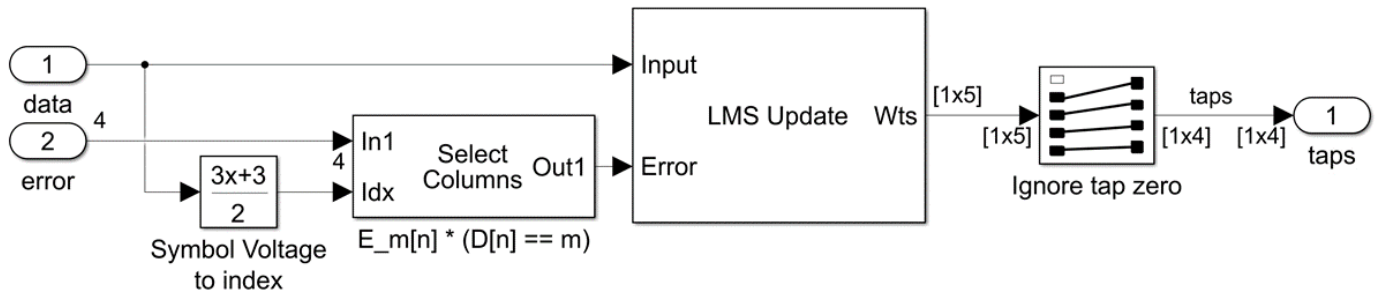 1
data
4
2
error
3x+3
2
Symbol Voltage
to index
In1
4
Idx
Select
Columns
Out1
E_m[n] * (D[n] == m)
Input
Error
LMS Update
Wts
[1x5]
[1x5]
Ignore tap zero
taps
[1x4]
[1x4]
1
taps